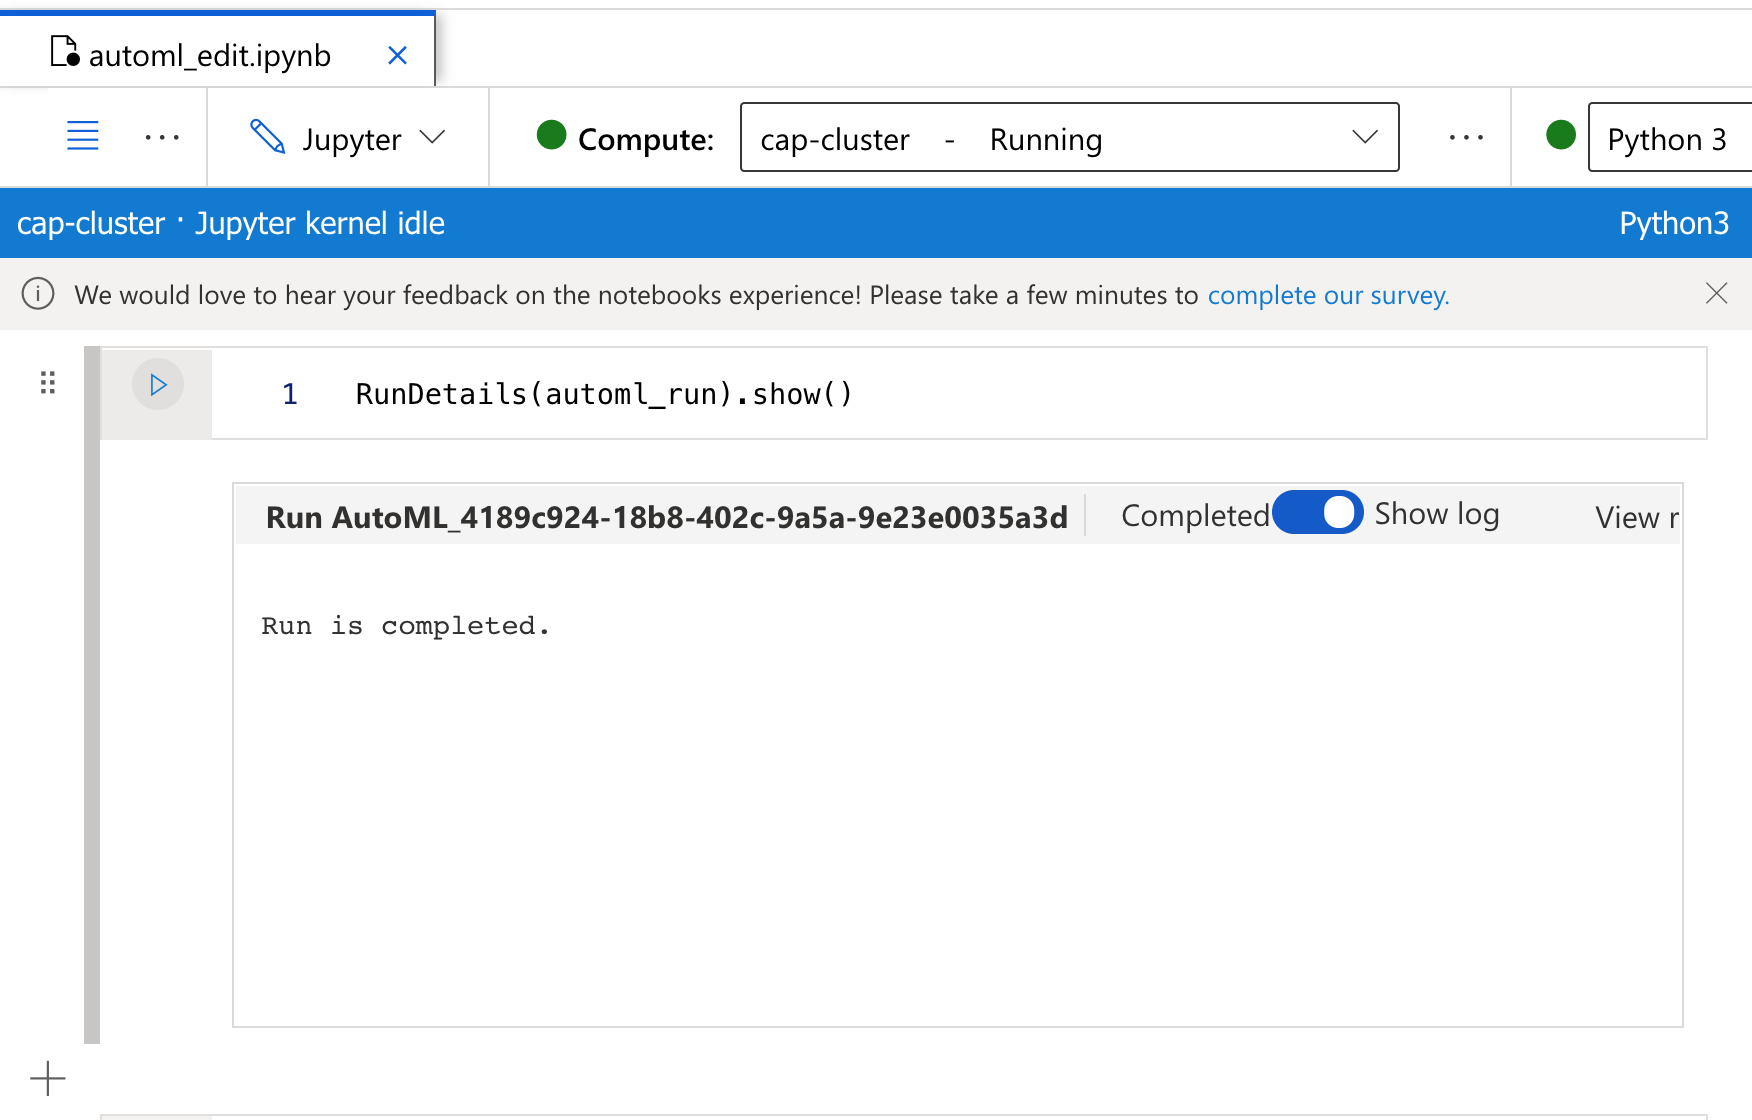 automl_edit.ipynb
Jupyter Compute: cap-cluster - Running Python 3
cap-cluster · Jupyter kernel idle Python3
We would love to hear your feedback on the notebooks experience! Please take a few minutes to complete our survey.
1 RunDetails(automl_run).show()
Run AutoML_4189c924-18b8-402c-9a5a-9e23e0035a3d Completed Show log View r
Run is completed.